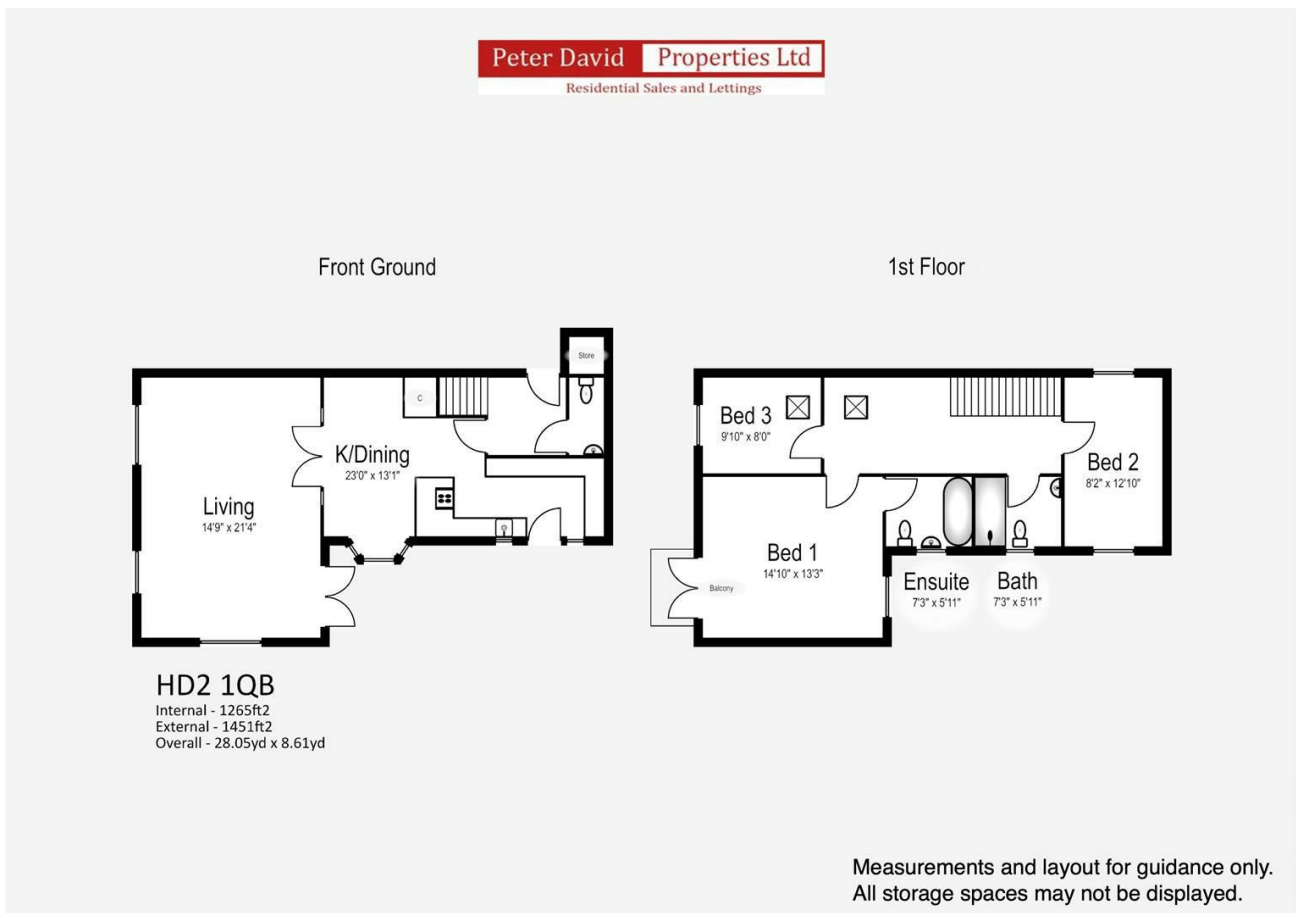 Peter David Properties Ltd
Residential Sales and Lettings
Front Ground
1st Floor
Store
C
K/Dining
23'0" x 13'1"
Living
14'9" x 21'4"
Bed 3
9'10" x 8'0"
Bed 2
8'2" x 12'10"
Bed 1
14'10" x 13'3"
Balcony
Ensuite
7'3" x 5'11"
Bath
7'3" x 5'11"
HD2 1QB
Internal - 1265ft2
External - 1451ft2
Overall - 28.05yd x 8.61yd
Measurements and layout for guidance only.
All storage spaces may not be displayed.